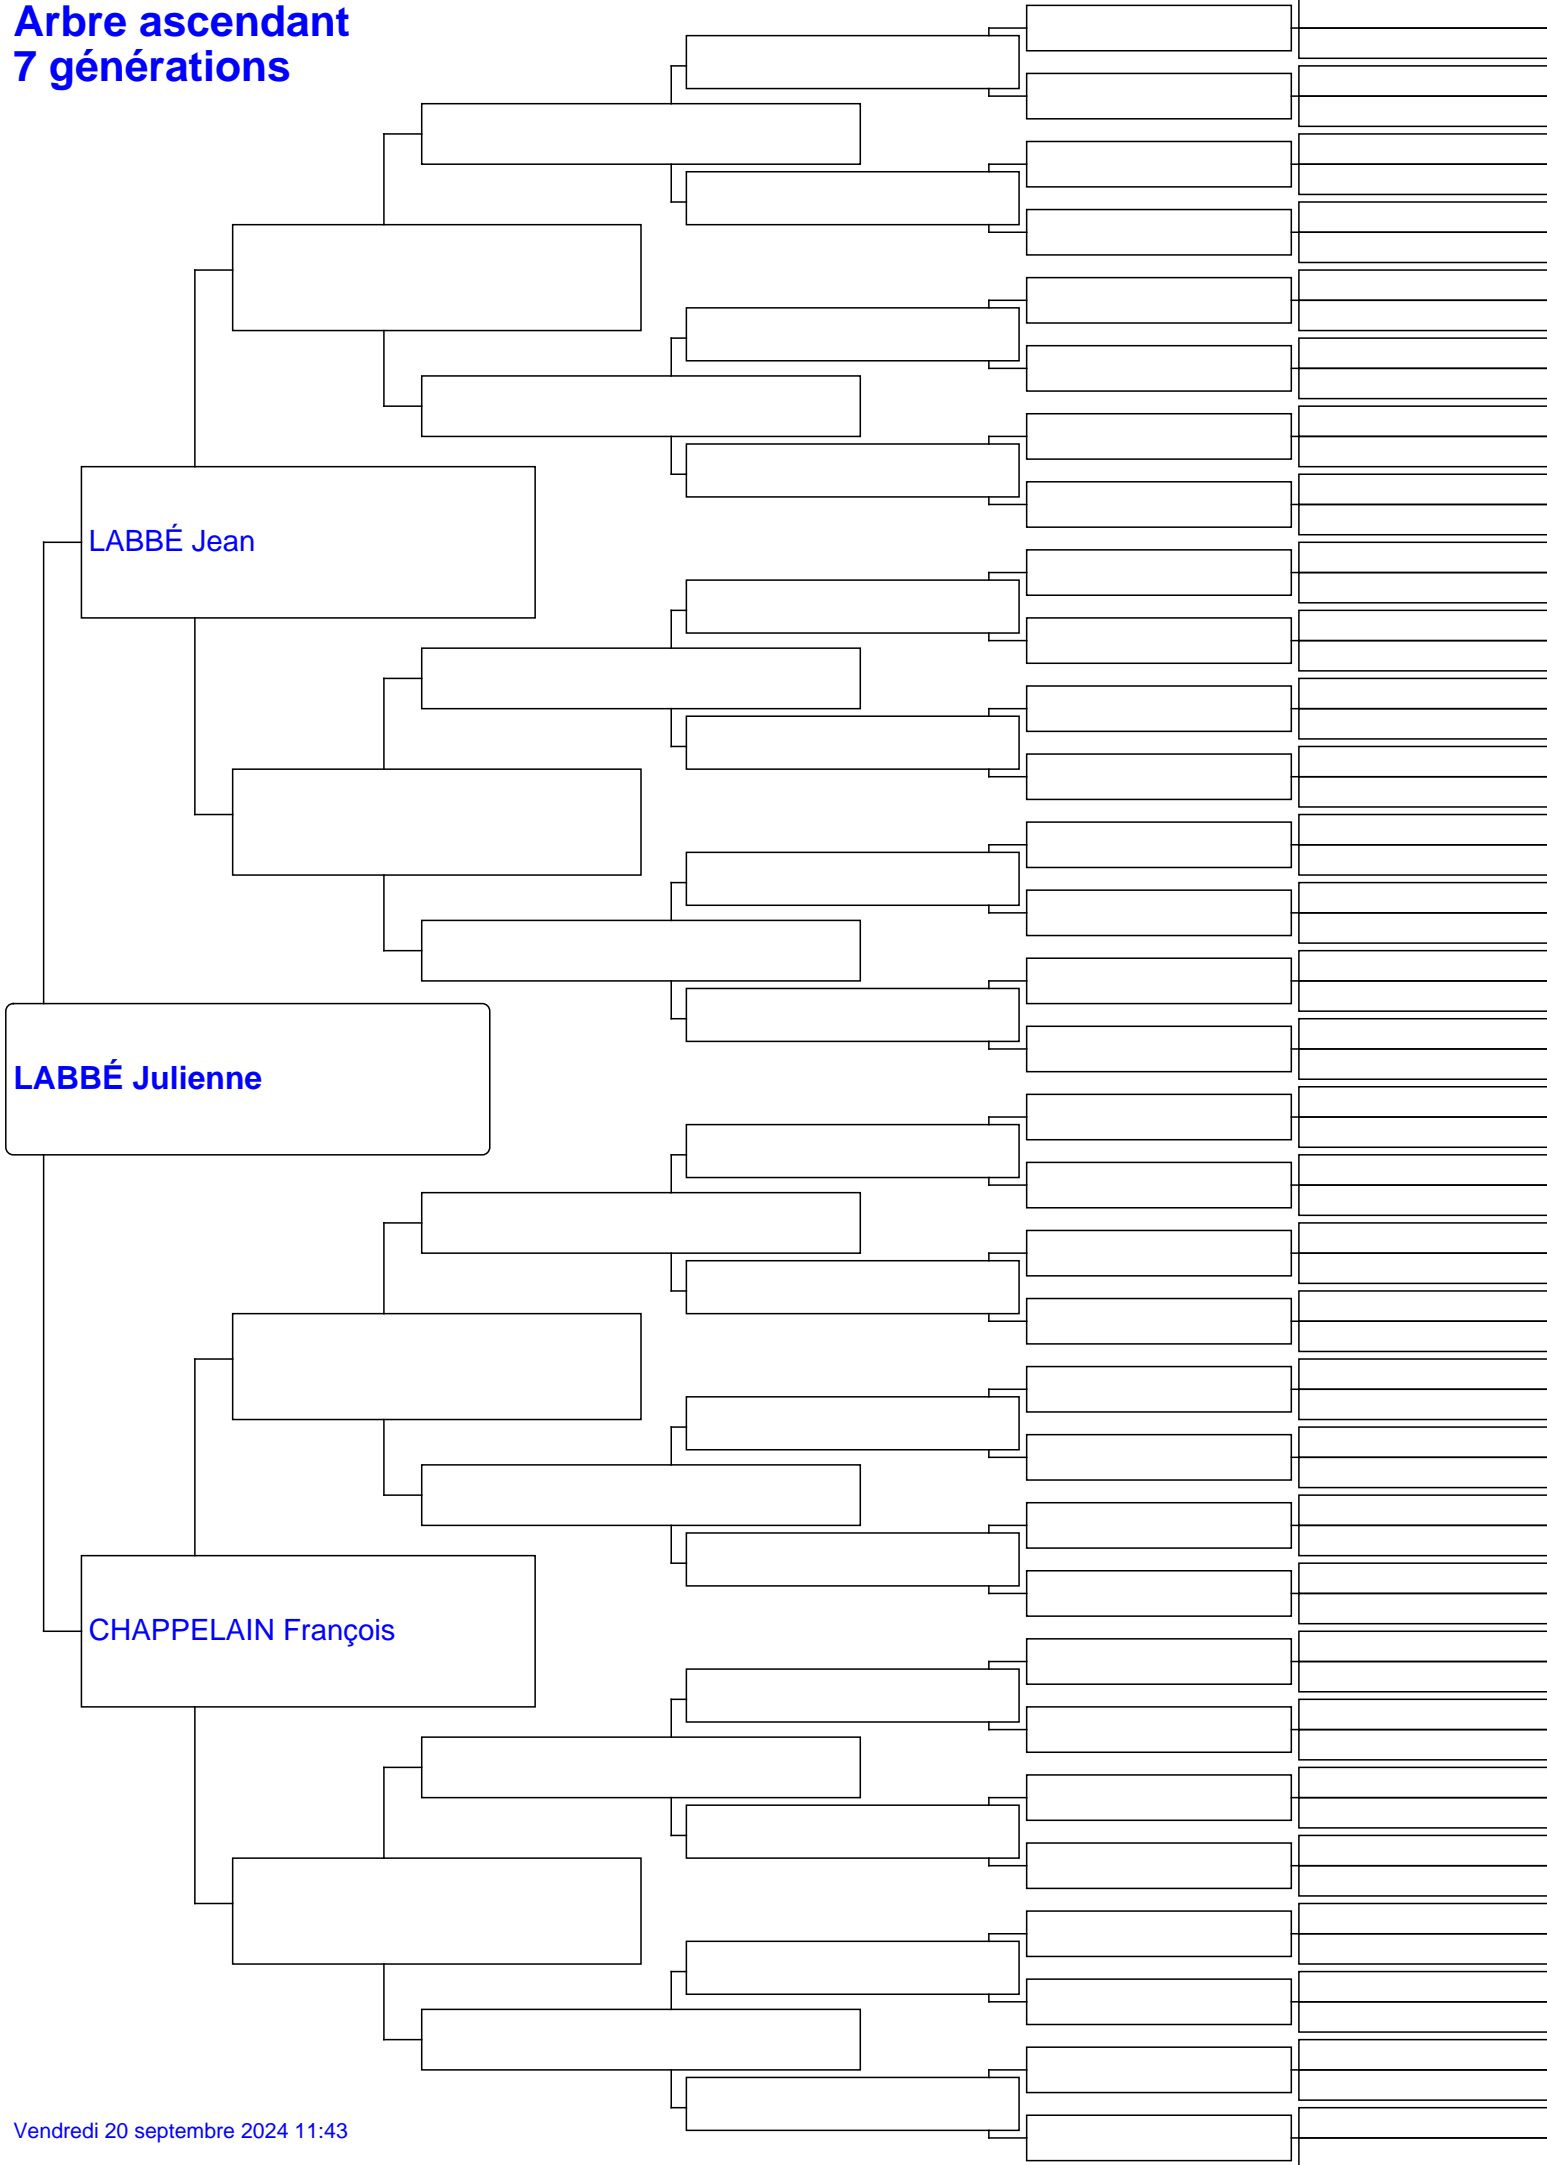 Arbre ascendant
7 générations
LABBÉ Jean
LABBÉ Julienne
CHAPPELAIN François
Vendredi 20 septembre 2024 11:43